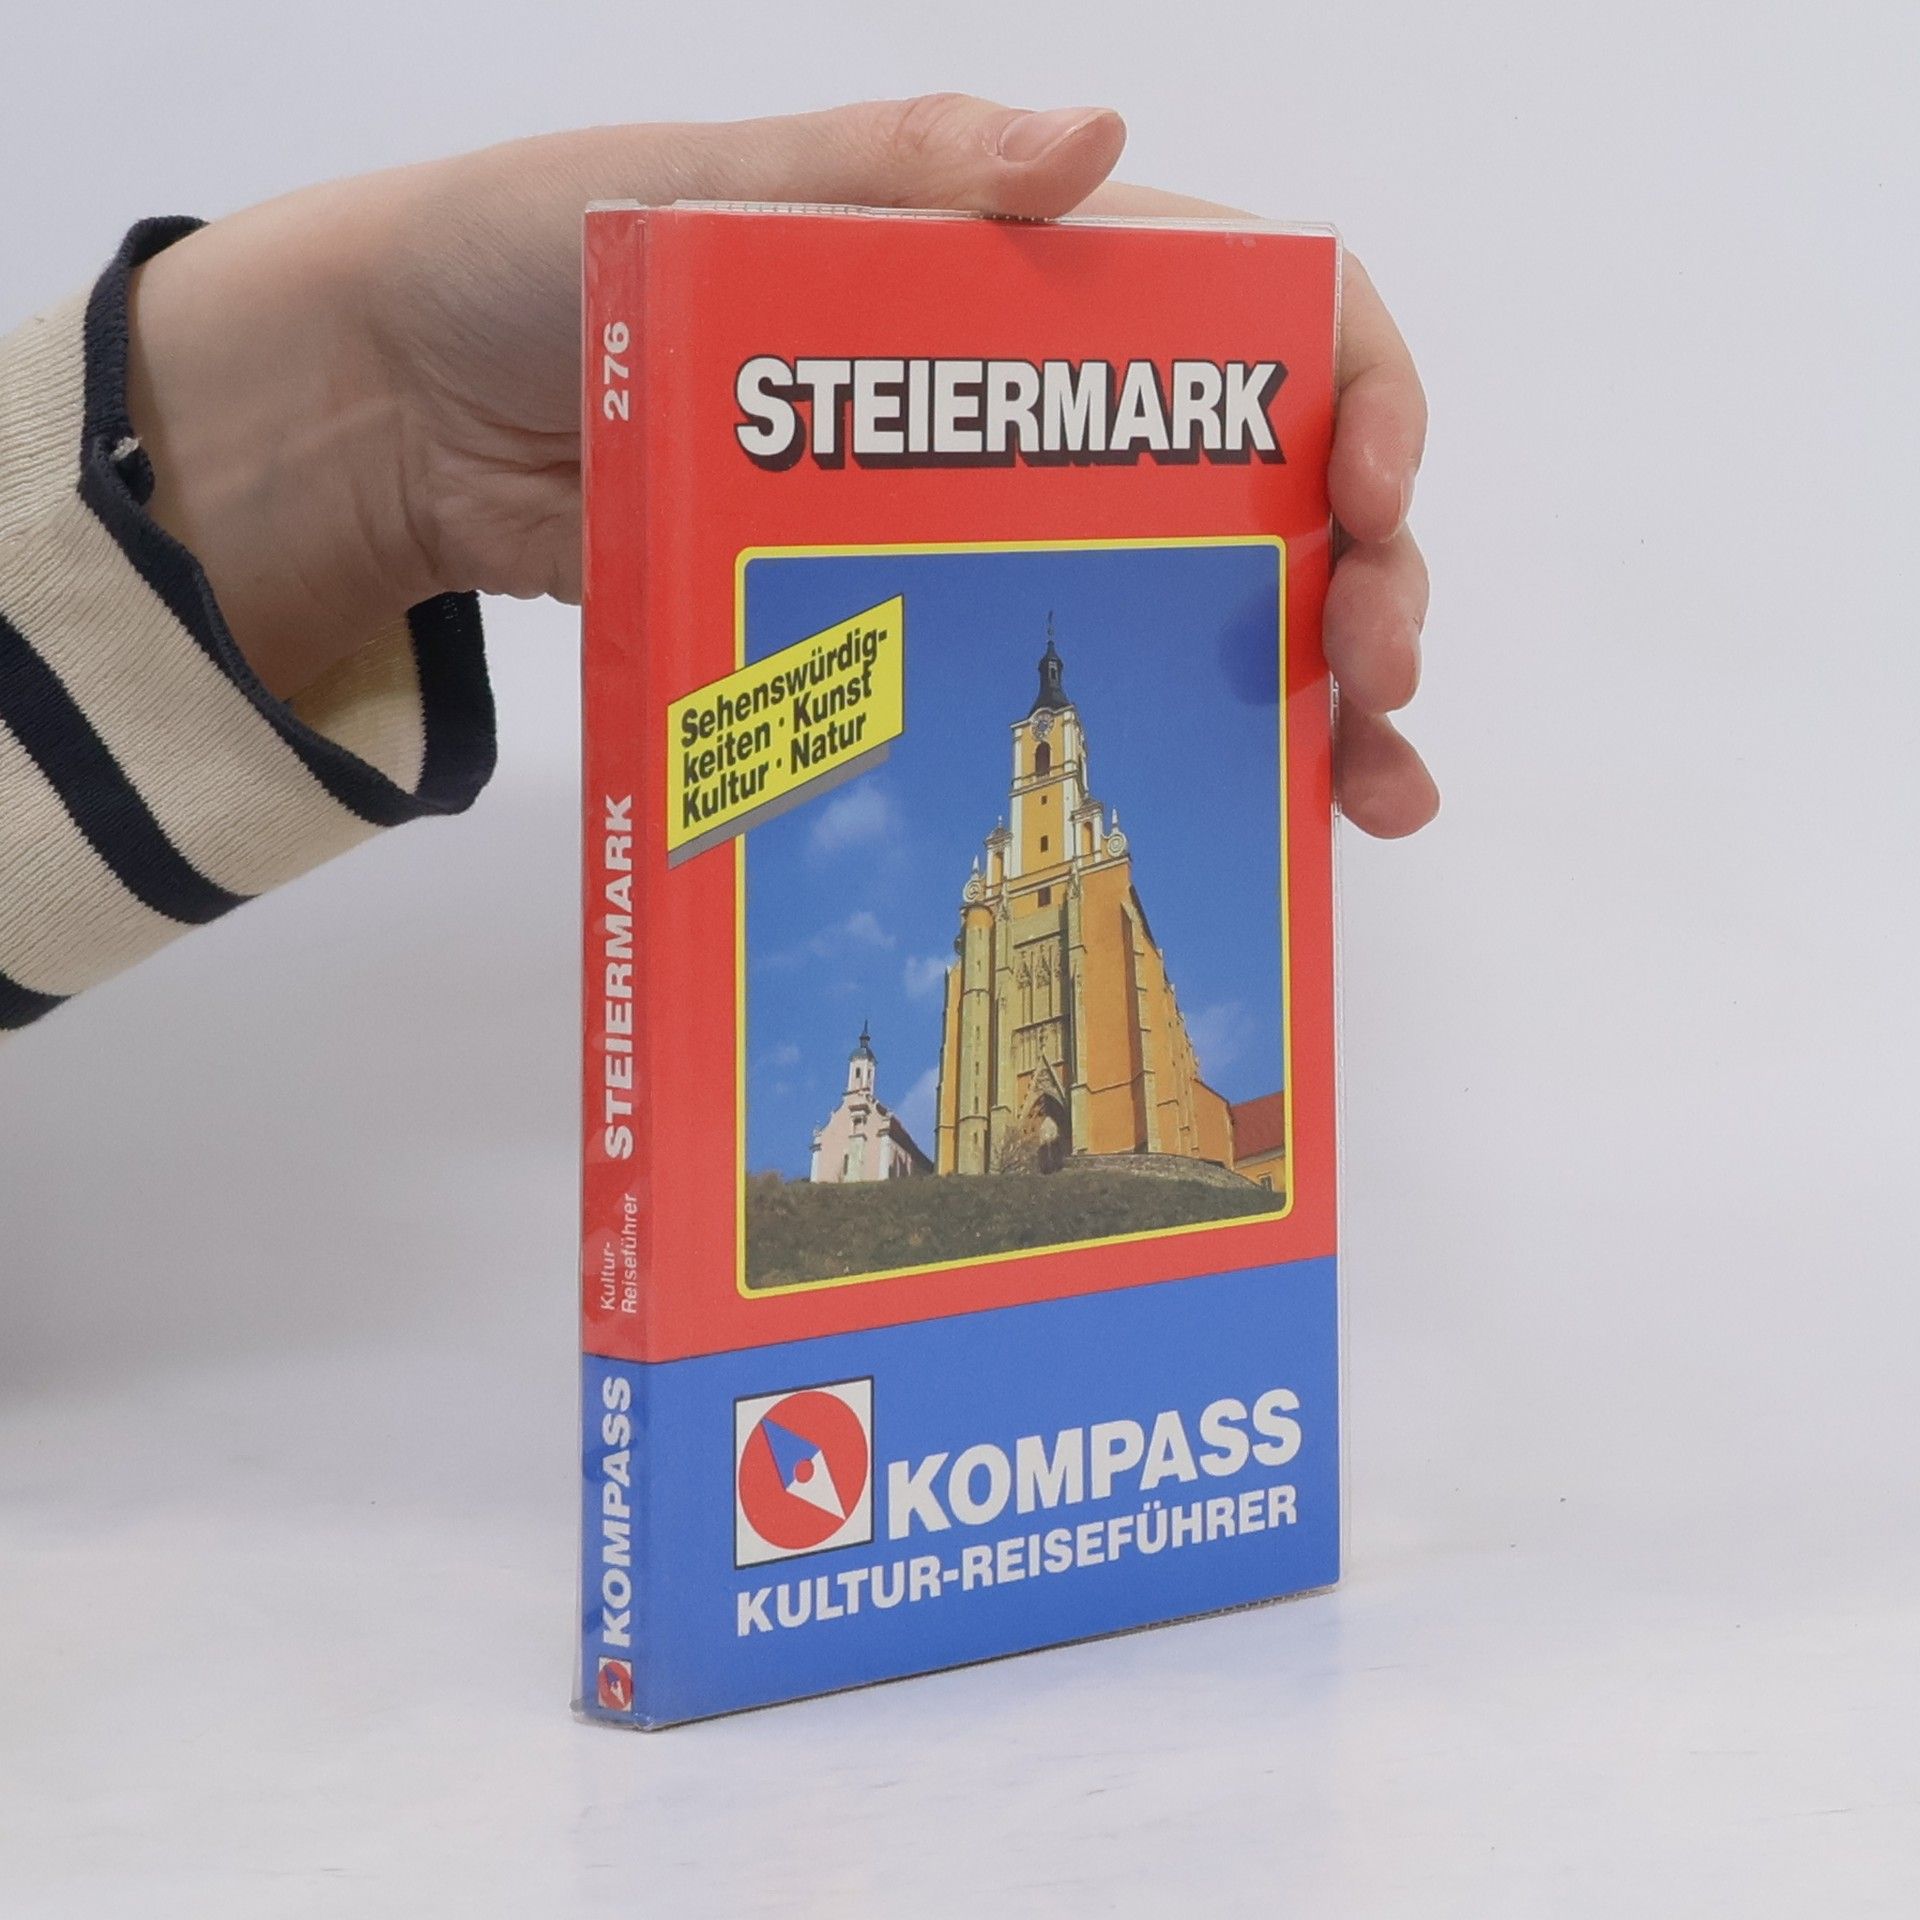 STEIERMARK
Sehenswürdig-
keiten · Kunst
Kultur · Natur
KOMPASS
KULTUR-REISEFÜHRER
276
STEIERMARK
Kultur-
Reiseführer
KOMPASS